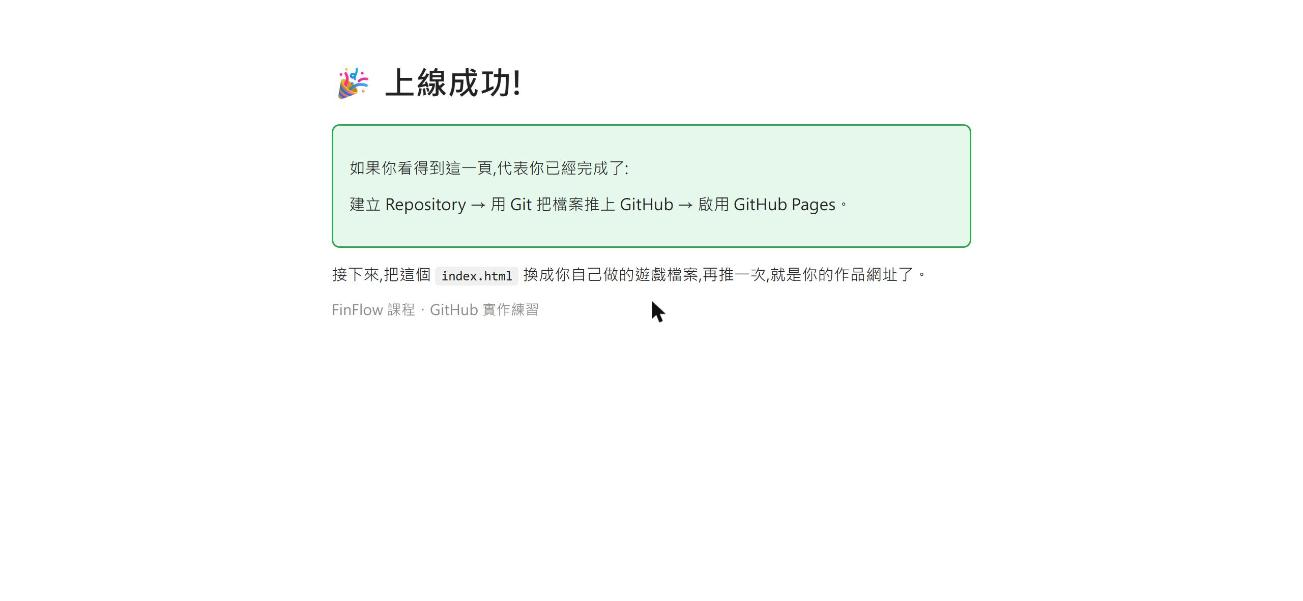 🎉 上線成功!
如果你看得到這一頁,代表你已經完成了:
建立 Repository → 用 Git 把檔案推上 GitHub → 啟用 GitHub Pages。
接下來,把這個 index.html 換成你自己做的遊戲檔案,再推一次,就是你的作品網址了。
FinFlow 課程 · GitHub 實作練習